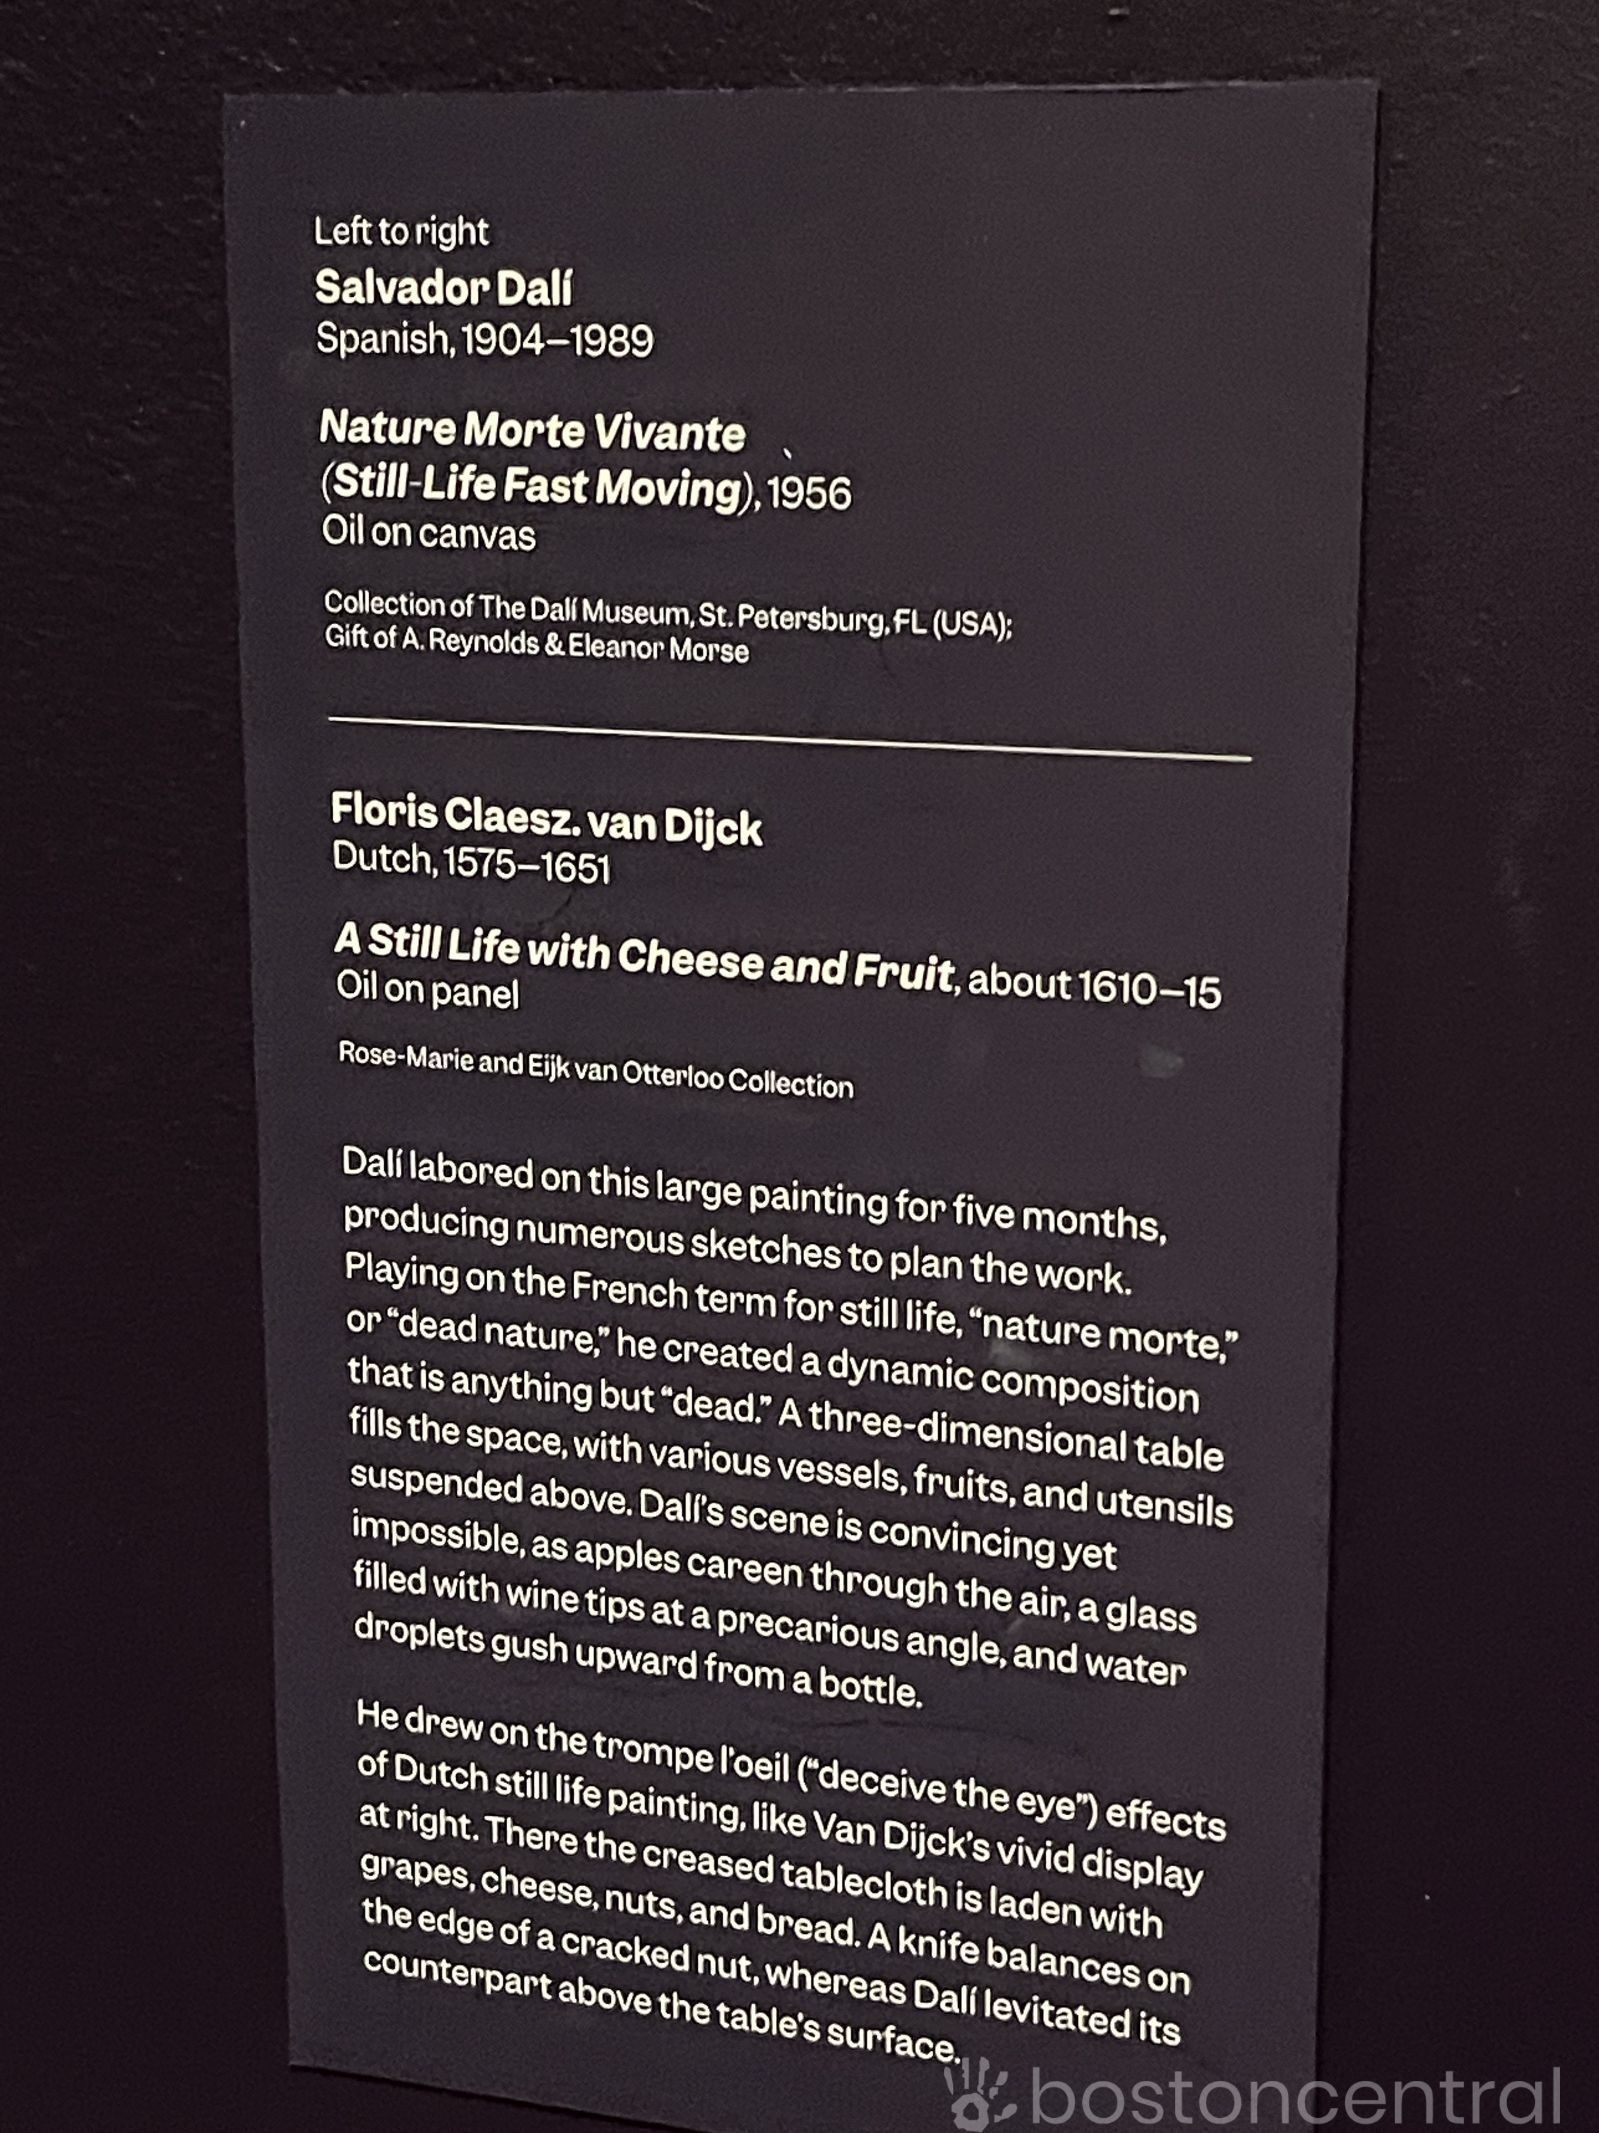 Left to right
Salvador Dalí
Spanish, 1904–1989
Nature Morte Vivante
(Still-Life Fast Moving), 1956
Oil on canvas
Collection of The Dalí Museum, St. Petersburg, FL (USA);
Gift of A. Reynolds & Eleanor Morse
Floris Claesz. van Dijck
Dutch, 1575–1651
A Still Life with Cheese and Fruit, about 1610–15
Oil on panel
Rose-Marie and Eijk van Otterloo Collection
Dalí labored on this large painting for five months,
producing numerous sketches to plan the work.
Playing on the French term for still life, “nature morte,”
or “dead nature,” he created a dynamic composition
that is anything but “dead.” A three-dimensional table
fills the space, with various vessels, fruits, and utensils
suspended above. Dalí’s scene is convincing yet
impossible, as apples careen through the air, a glass
filled with wine tips at a precarious angle, and water
droplets gush upward from a bottle.
He drew on the trompe l’oeil (“deceive the eye”) effects
of Dutch still life painting, like Van Dijck’s vivid display
at right. There the creased tablecloth is laden with
grapes, cheese, nuts, and bread. A knife balances on
the edge of a cracked nut, whereas Dalí levitated its
counterpart above the table’s surface.
bostoncentral